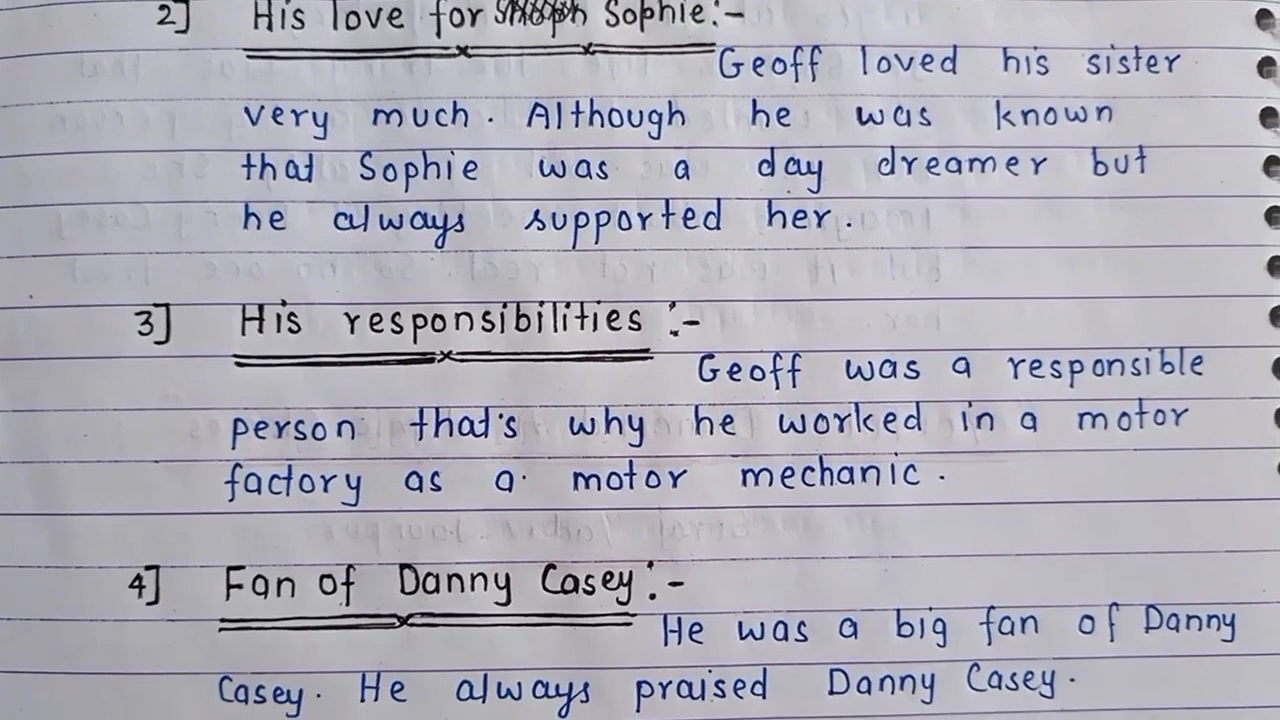 2] His love for Sophie:-
Geoff loved his sister
very much. Although he was known
that Sophie was a day dreamer but
he always supported her.
3] His responsibilities :-
Geoff was a responsible
person that's why he worked in a motor
factory as a motor mechanic.
4] Fan of Danny Casey:-
He was a big fan of Danny
Casey. He always praised Danny Casey.